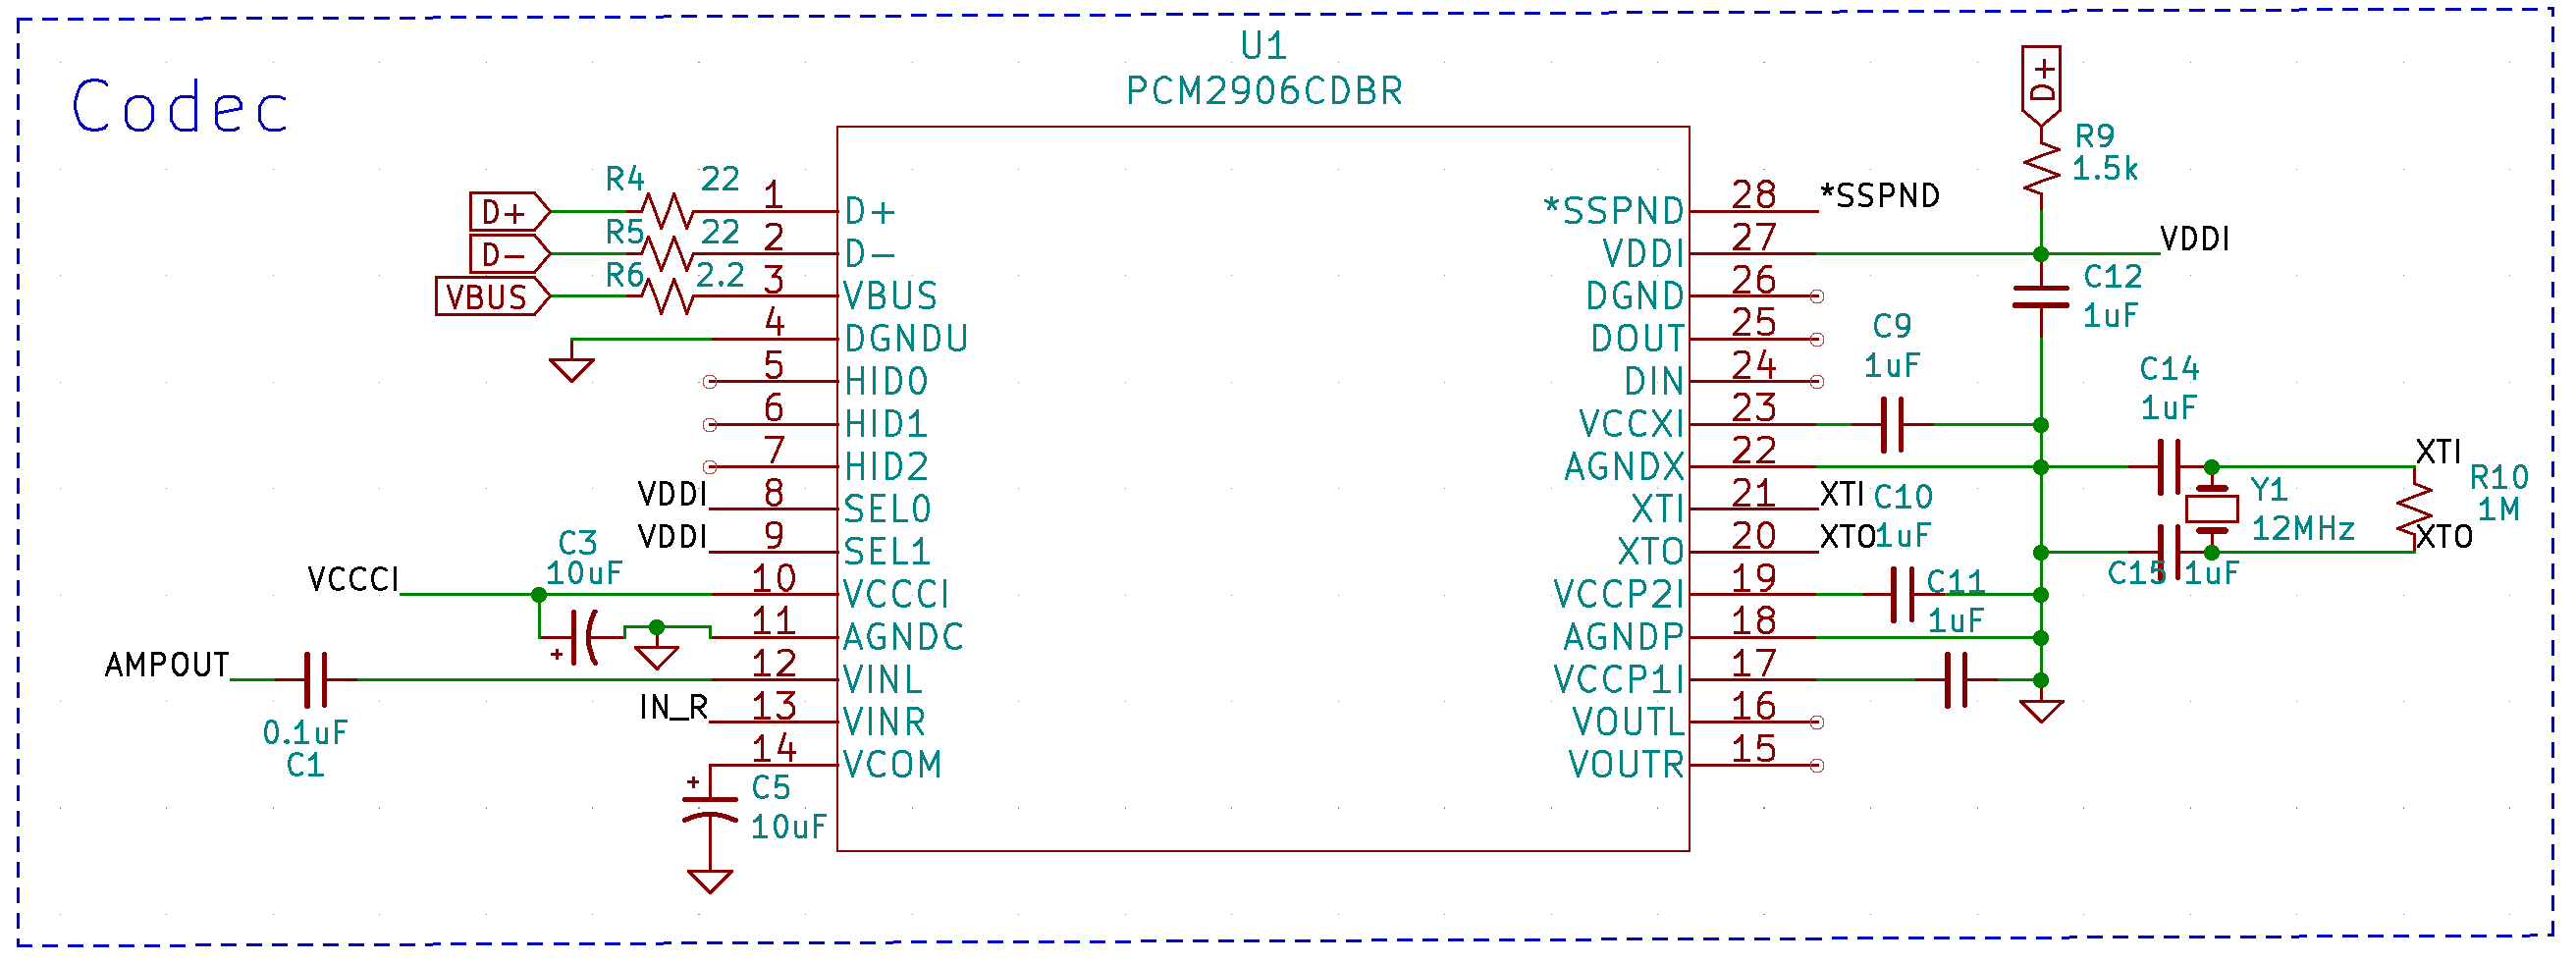 Codec
U1
PCM2906CDBR
D+
D-
VBUS
R4 22
R5 22
R6 2.2
1 D+
2 D-
3 VBUS
4 DGNDU
5 HID0
6 HID1
7 HID2
VDDI 8 SEL0
VDDI 9 SEL1
VCCCI 10 VCCCI
C3
10uF
+
11 AGNDC
AMPOUT 12 VINL
0.1uF
C1
IN_R 13 VINR
14 VCOM
+
C5
10uF
*SSPND 28 *SSPND
VDDI 27 VDDI
DGND 26
DOUT 25
DIN 24
VCCXI 23
AGNDX 22
XTI 21 XTI
XTO 20 XTO
VCCP2I 19
AGNDP 18
VCCP1I 17
VOUTL 16
VOUTR 15
D+
R9
1.5k
C12
1uF
C9
1uF
C10
1uF
C11
1uF
C14
1uF
C15 1uF
Y1
12MHz
XTI
R10
1M
XTO